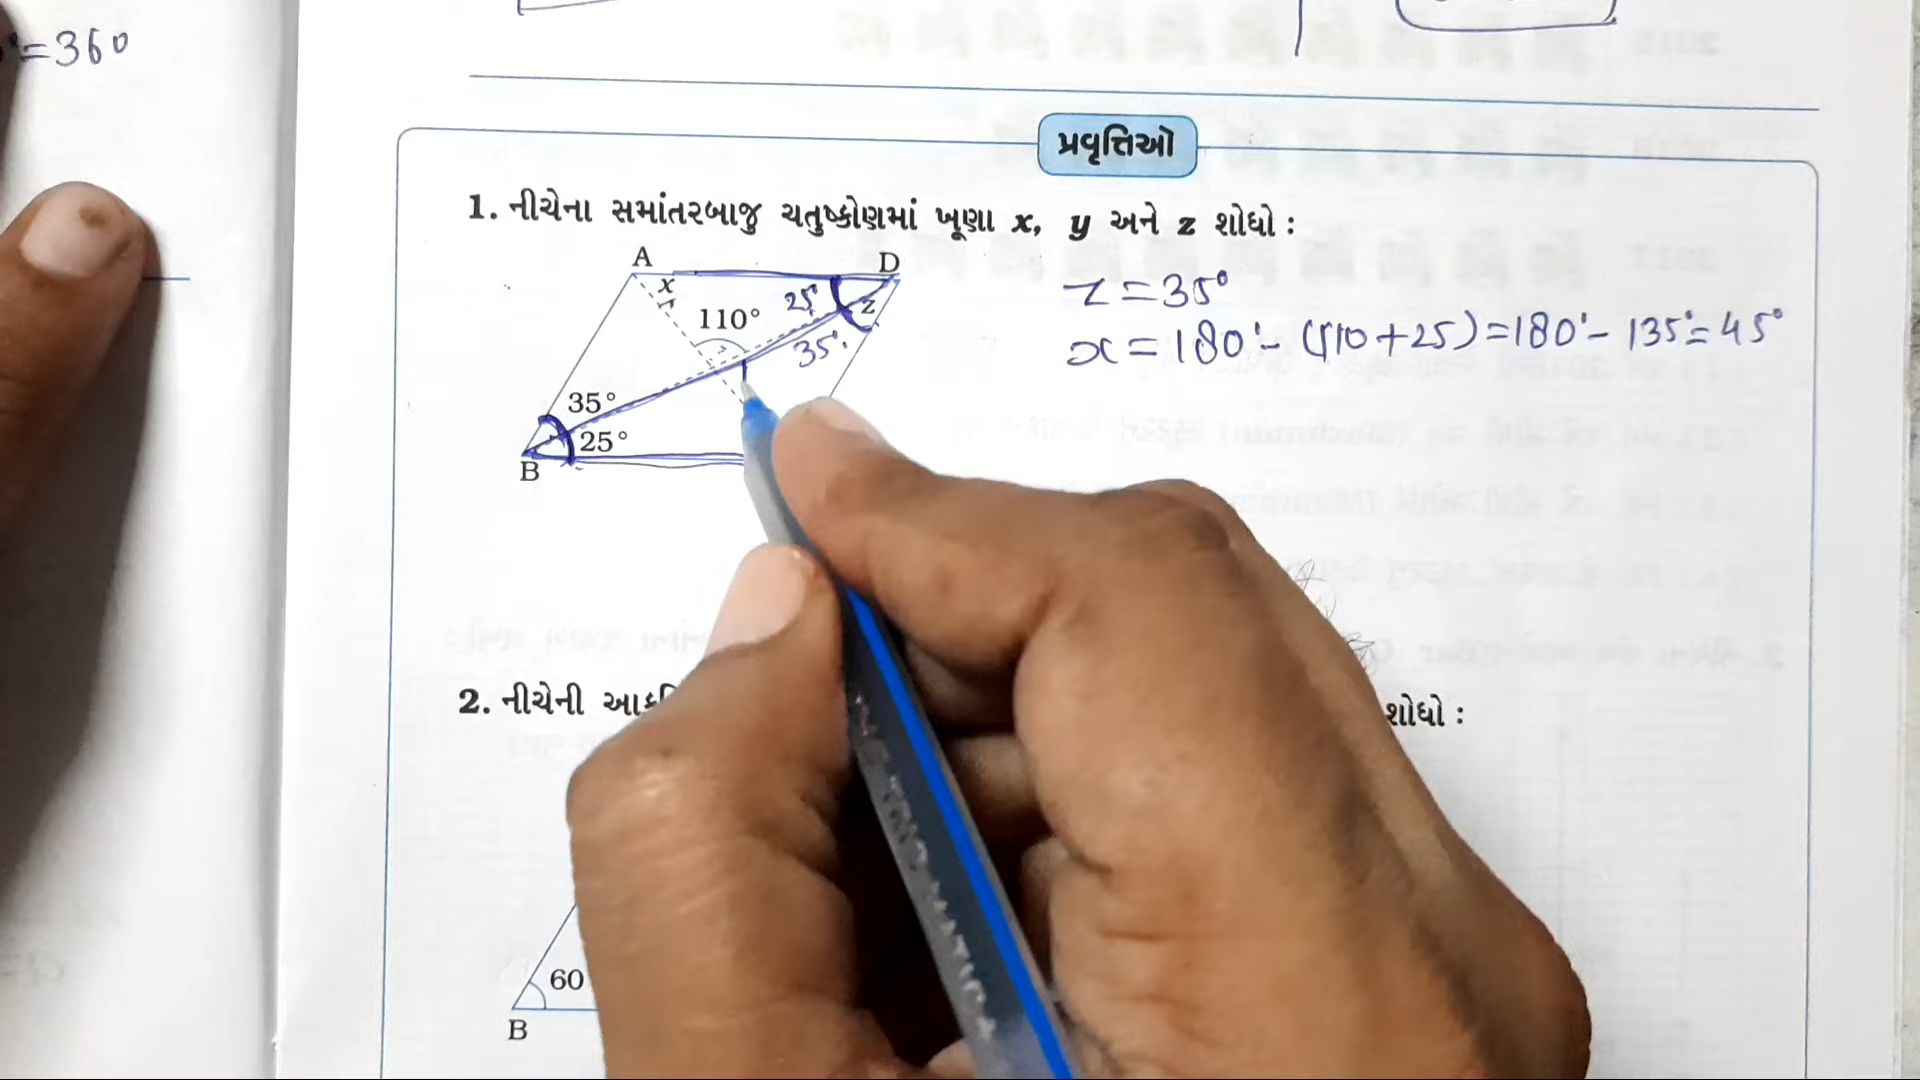 =360
પ્રવૃત્તિઓ
1. નીચેના સમાંતરબાજુ ચતુષ્કોણમાં ખૂણા x, y અને z શોધો :
A
D
x
25°
z
110°
35°
35°
25°
B
z = 35°
x = 180° - (110 + 25) = 180° - 135° = 45°
2. નીચેની
શોધો :
60
B